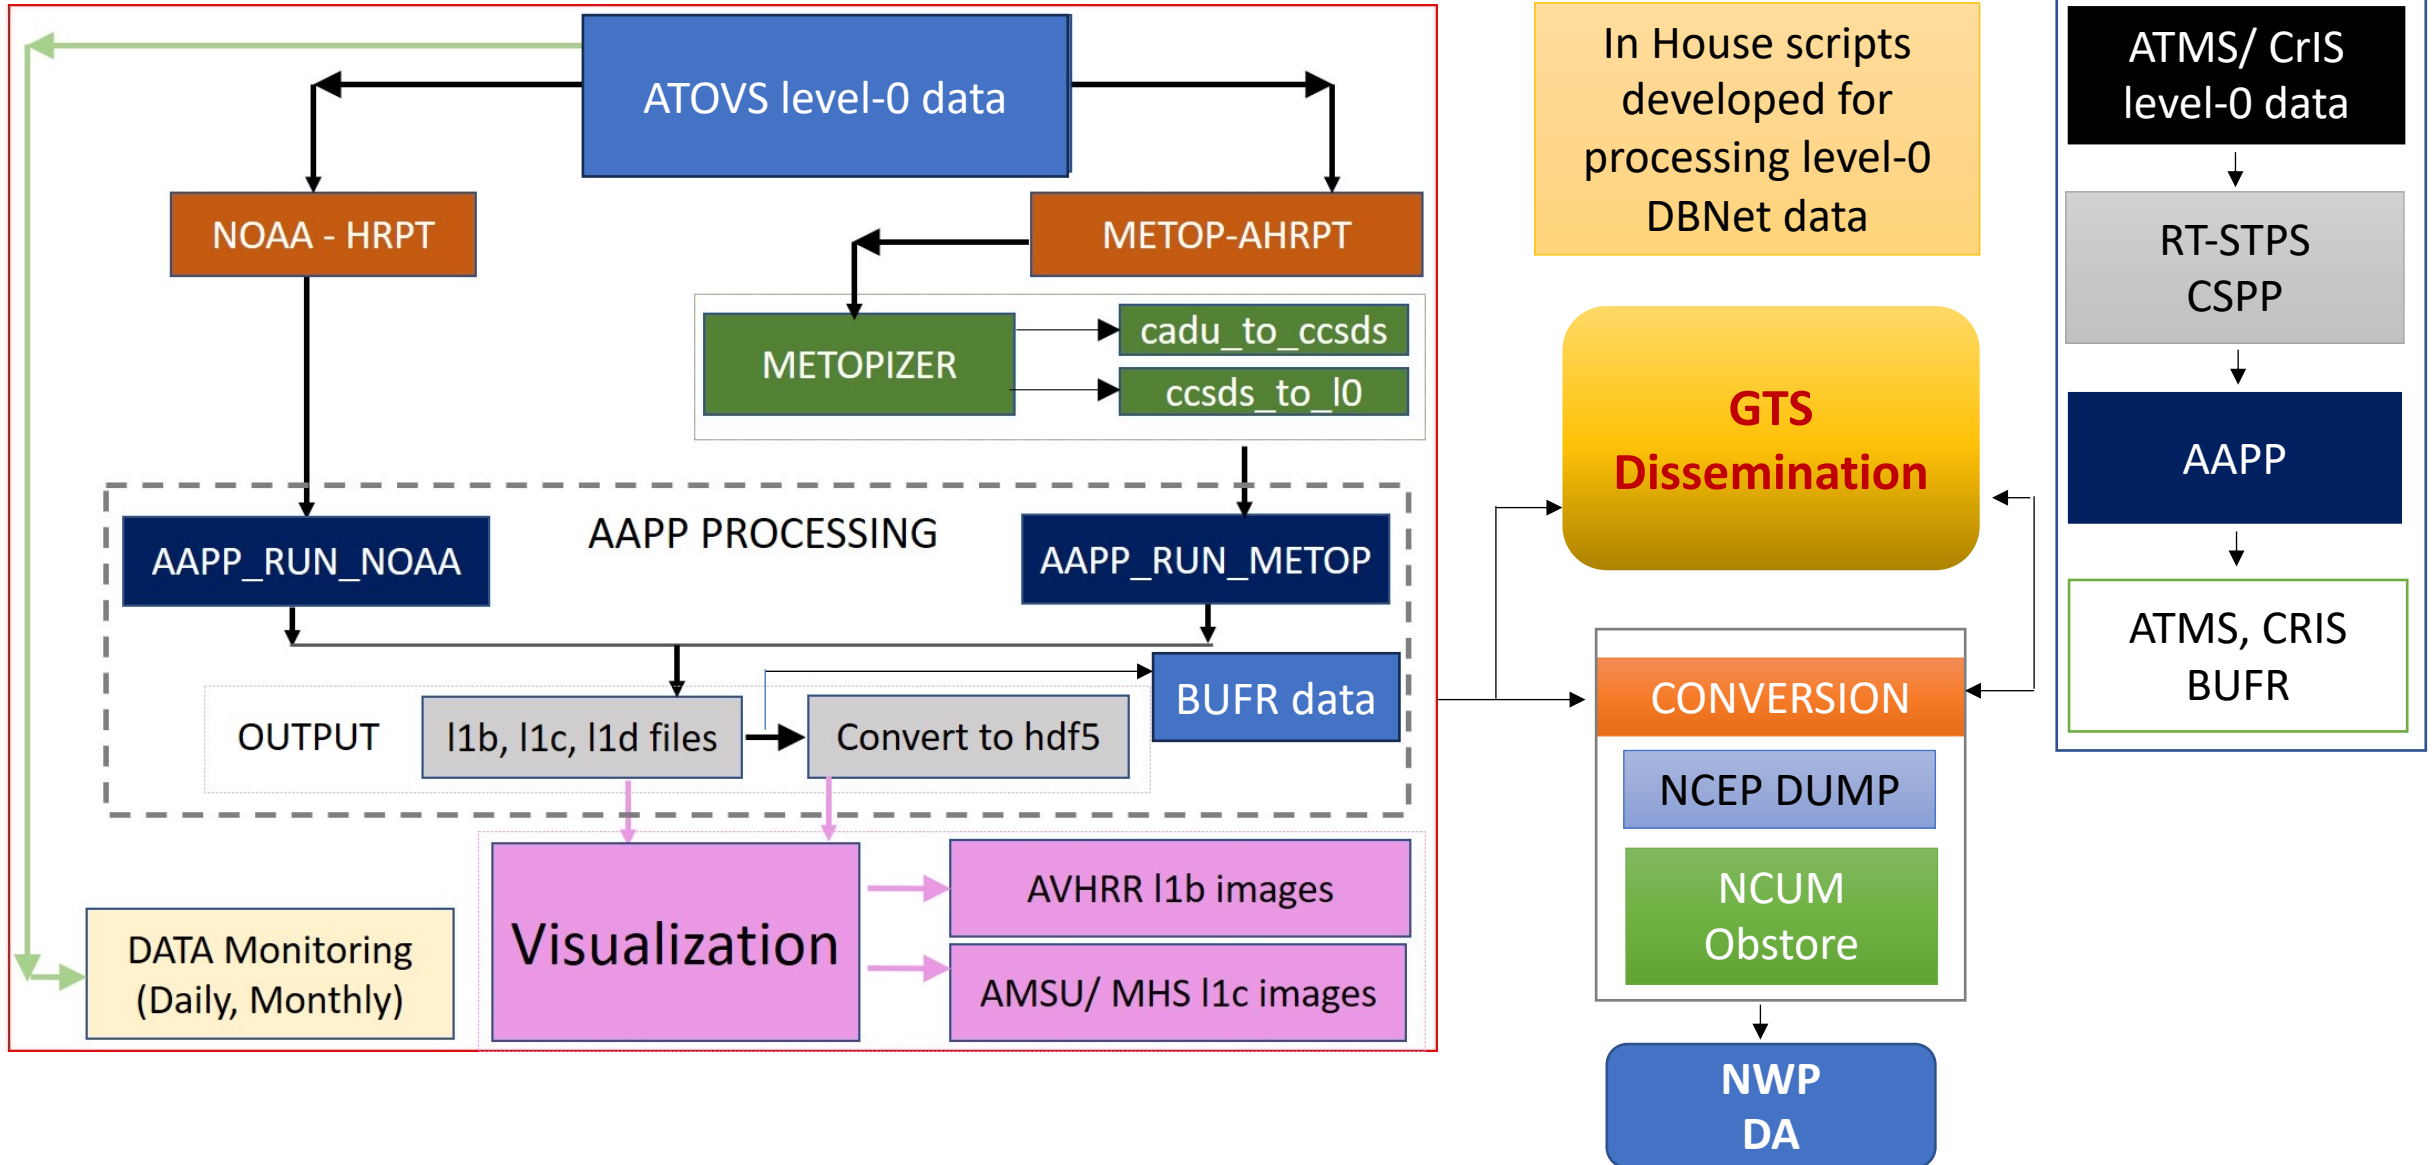 ATOVS level-0 data
NOAA - HRPT
METOP-AHRPT
METOPIZER
cadu_to_ccsds
ccsds_to_l0
AAPP PROCESSING
AAPP_RUN_NOAA
AAPP_RUN_METOP
OUTPUT
l1b, l1c, l1d files
Convert to hdf5
BUFR data
Visualization
AVHRR l1b images
AMSU/ MHS l1c images
DATA Monitoring
(Daily, Monthly)
In House scripts
developed for
processing level-0
DBNet data
GTS
Dissemination
CONVERSION
NCEP DUMP
NCUM
Obstore
NWP
DA
ATMS/ CrIS
level-0 data
RT-STPS
CSPP
AAPP
ATMS, CRIS
BUFR